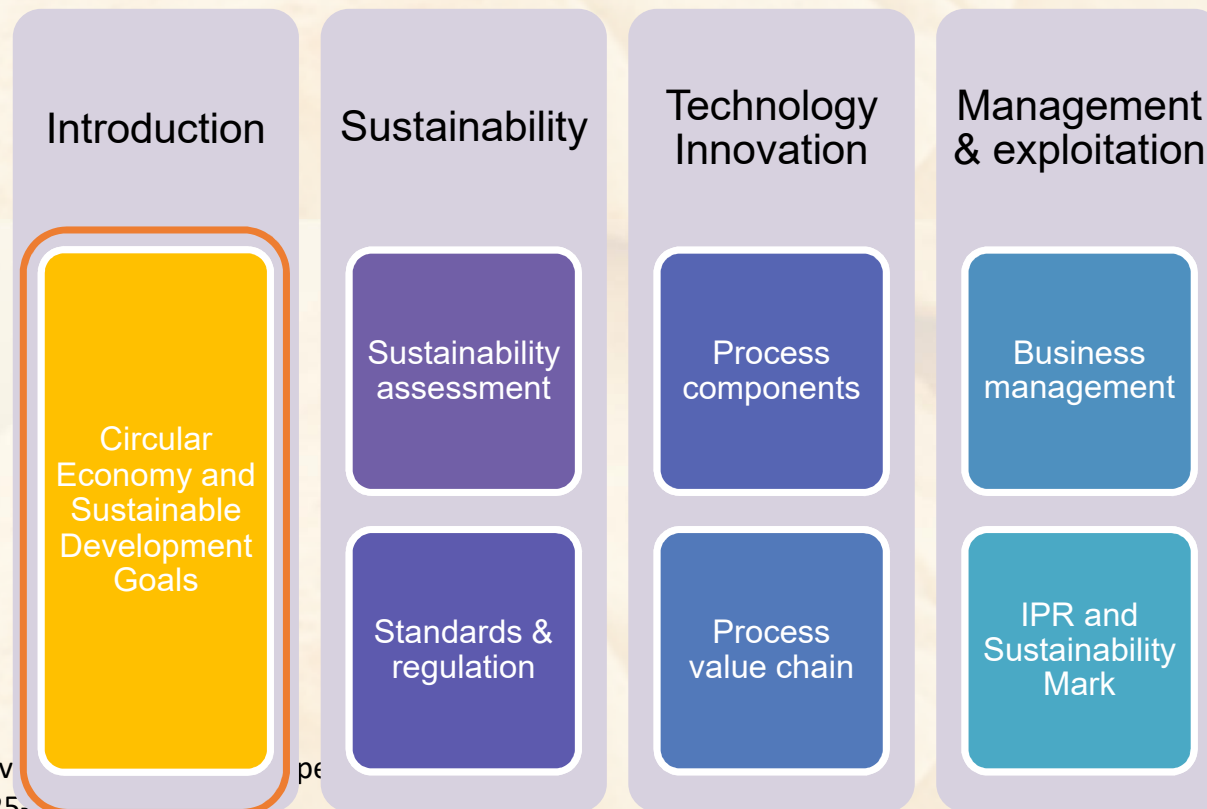 Introduction
Circular
Economy and
Sustainable
Development
Goals
Sustainability
Sustainability
assessment
Standards &
regulation
Technology
Innovation
Process
components
Process
value chain
Management
& exploitation
Business
management
IPR and
Sustainability
Mark